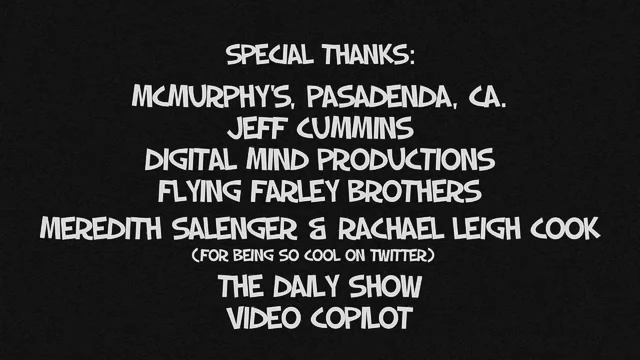 SPECIAL THANKS:
MCMURPHY'S, PASADENDA, CA.
JEFF CUMMINS
DIGITAL MIND PRODUCTIONS
FLYING FARLEY BROTHERS
MEREDITH SALENGER & RACHAEL LEIGH COOK
(FOR BEING SO COOL ON TWITTER)
THE DAILY SHOW
VIDEO COPILOT